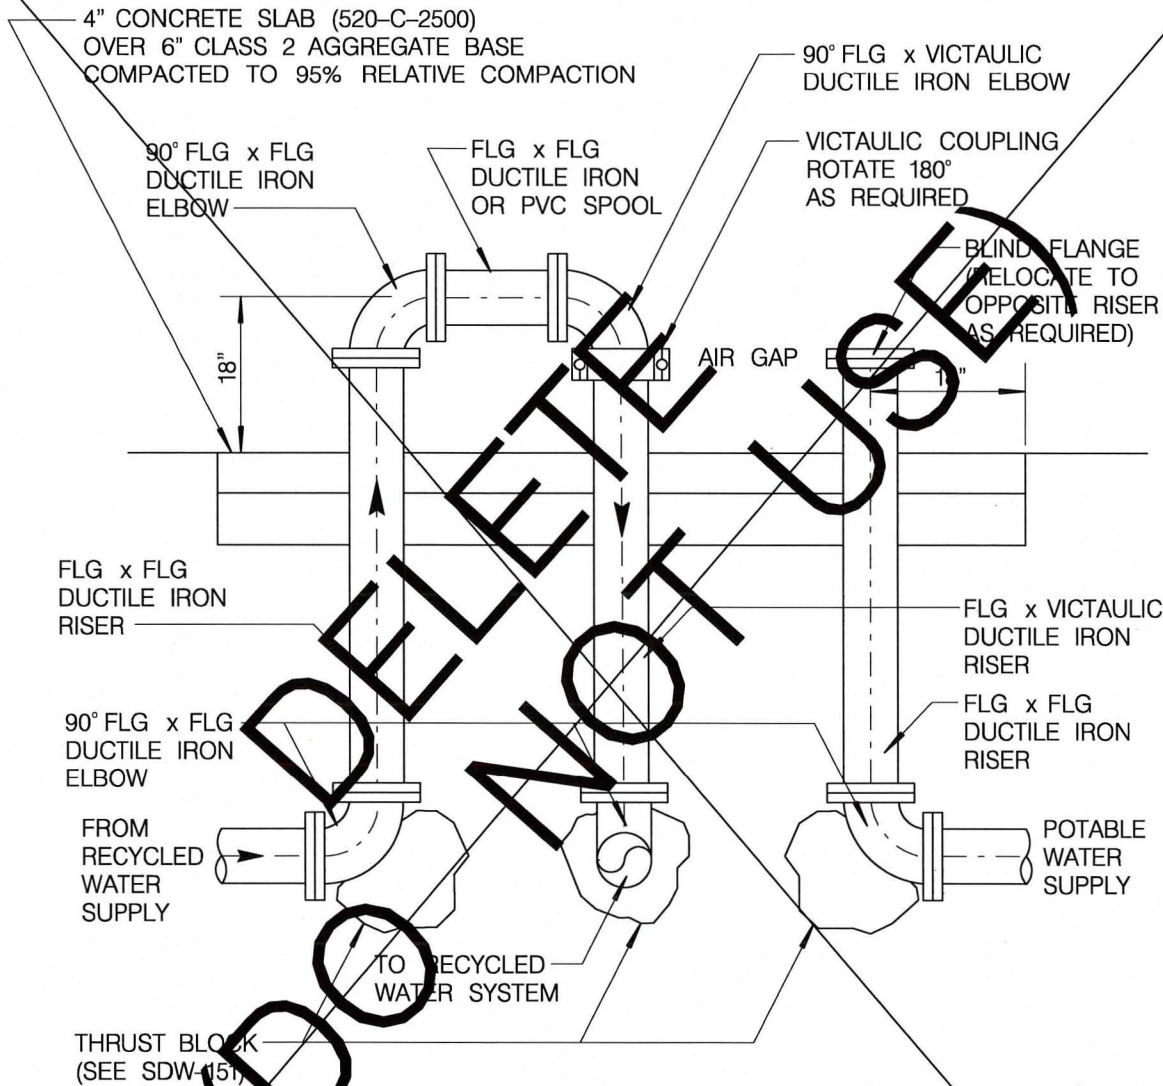 4" CONCRETE SLAB (520-C-2500)
OVER 6" CLASS 2 AGGREGATE BASE
COMPACTED TO 95% RELATIVE COMPACTION
90° FLG x VICTAULIC
DUCTILE IRON ELBOW
90° FLG x FLG
DUCTILE IRON
ELBOW
FLG x FLG
DUCTILE IRON
OR PVC SPOOL
VICTAULIC COUPLING
ROTATE 180°
AS REQUIRED
BLIND FLANGE
(RELOCATE TO
OPPOSITE RISER
AS REQUIRED)
18"
AIR GAP
FLG x FLG
DUCTILE IRON
RISER
FLG x VICTAULIC
DUCTILE IRON
RISER
90° FLG x FLG
DUCTILE IRON
ELBOW
FLG x FLG
DUCTILE IRON
RISER
FROM
RECYCLED
WATER
SUPPLY
POTABLE
WATER
SUPPLY
TO RECYCLED
WATER SYSTEM
THRUST BLOCK
(SEE SDW-151)
DELETE
(DO NOT USE)